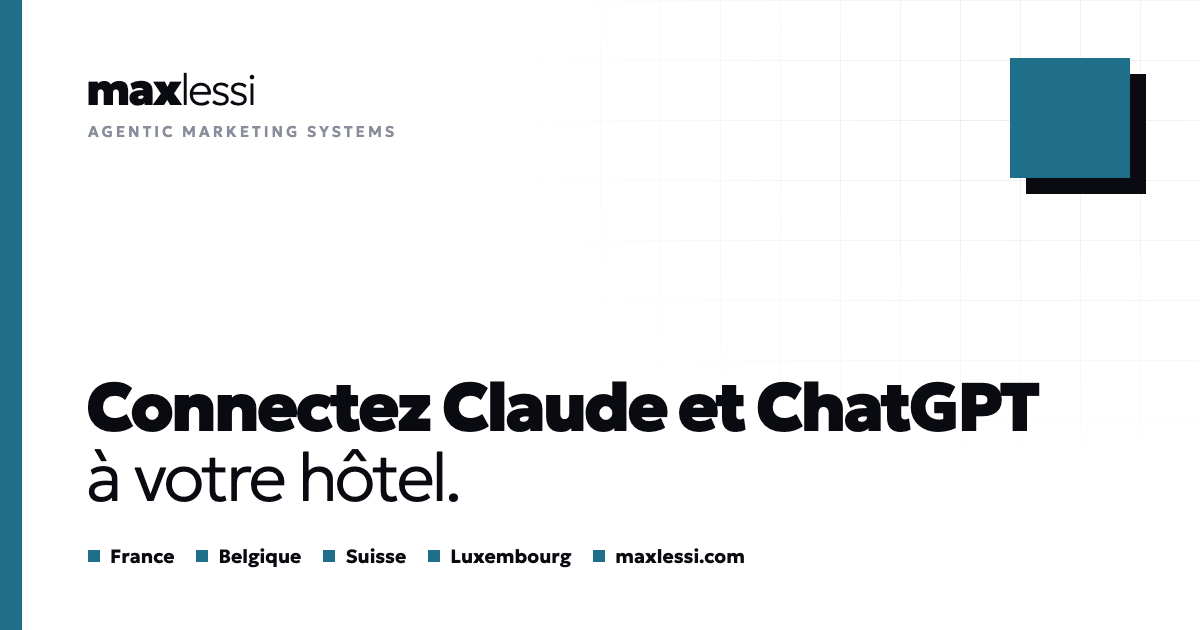 maxlessi
AGENTIC MARKETING SYSTEMS
Connectez Claude et ChatGPT
à votre hôtel.
France Belgique Suisse Luxembourg maxlessi.com